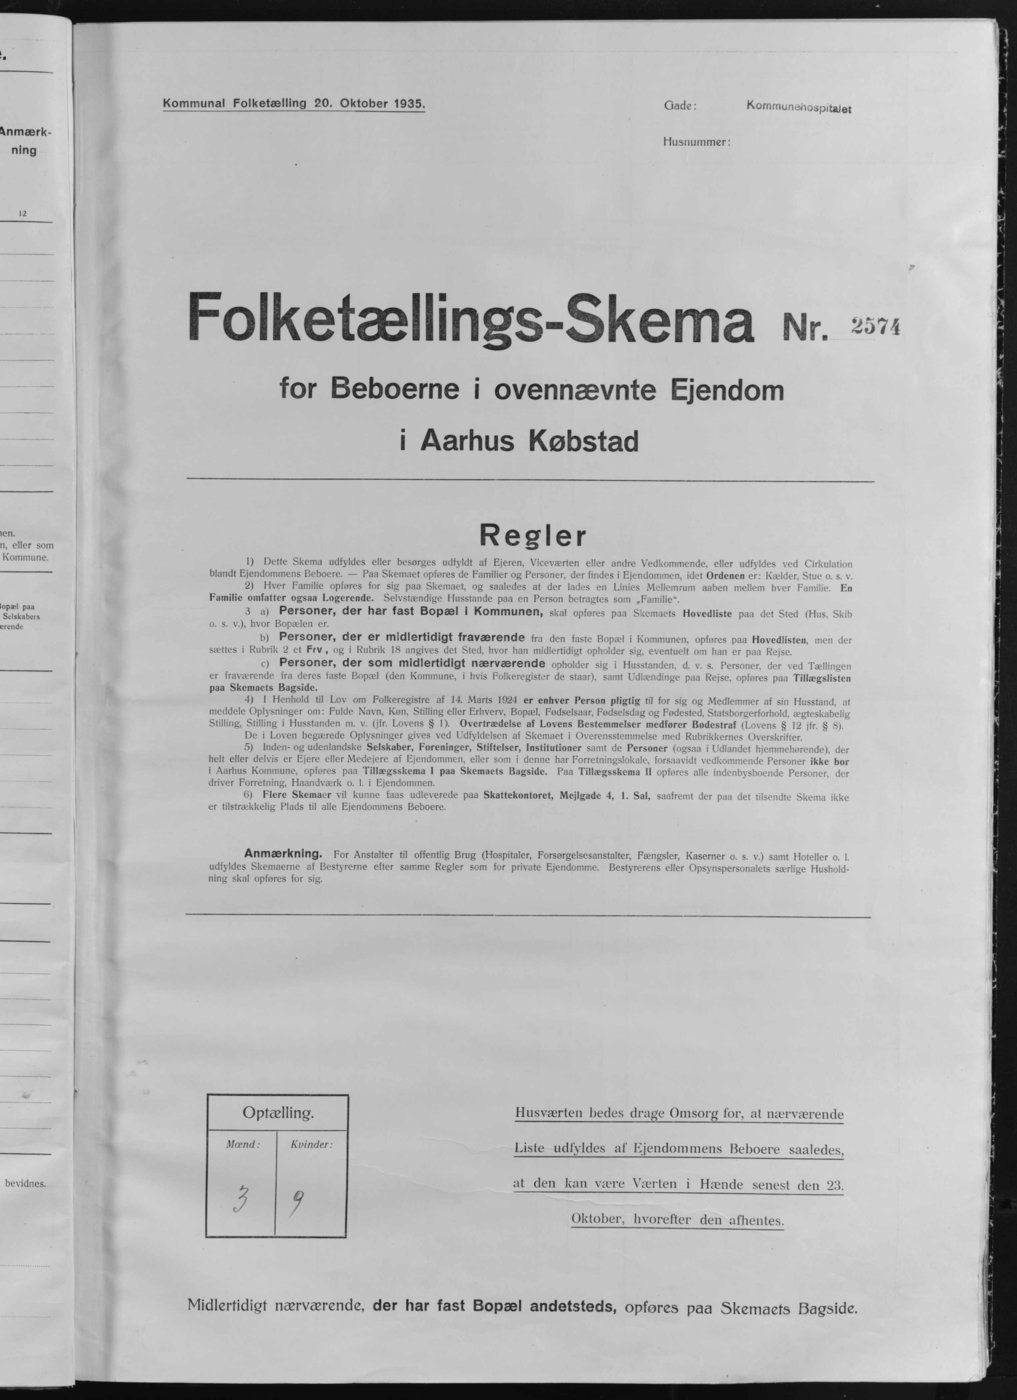 e.
Anmærk-
ning
12
nen.
n, eller som
Kommune.
Bopæl paa
Selskabers
ærende
bevidnes.
Kommunal Folketælling 20. Oktober 1935.
Gade: Kommunehospitalet
Husnummer:
Folketællings-Skema Nr. 2574
for Beboerne i ovennævnte Ejendom
i Aarhus Købstad
Regler
1) Dette Skema udfyldes eller besørges udfyldt af Ejeren, Viceværten eller andre Vedkommende, eller udfyldes ved Cirkulation
blandt Ejendommens Beboere. — Paa Skemaet opføres de Familier og Personer, der findes i Ejendommen, idet Ordenen er: Kælder, Stue o. s. v.
2) Hver Familie opføres for sig paa Skemaet, og saaledes at der lades en Linies Mellemrum aaben mellem hver Familie. En
Familie omfatter ogsaa Logerende. Selvstændige Husstande paa en Person betragtes som „Familie“.
3 a) Personer, der har fast Bopæl i Kommunen, skal opføres paa Skemaets Hovedliste paa det Sted (Hus, Skib
o. s. v.), hvor Bopælen er.
b) Personer, der er midlertidigt fraværende fra den faste Bopæl i Kommunen, opføres paa Hovedlisten, men der
sættes i Rubrik 2 et Frv, og i Rubrik 18 angives det Sted, hvor han midlertidigt opholder sig, eventuelt om han er paa Rejse.
c) Personer, der som midlertidigt nærværende opholder sig i Husstanden, d. v. s. Personer, der ved Tællingen
er fraværende fra deres faste Bopæl (den Kommune, i hvis Folkeregister de staar), samt Udlændinge paa Rejse, opføres paa Tillægslisten
paa Skemaets Bagside.
4) I Henhold til Lov om Folkeregistre af 14. Marts 1924 er enhver Person pligtig til for sig og Medlemmer af sin Husstand, at
meddele Oplysninger om: Fulde Navn, Køn, Stilling eller Erhverv, Bopæl, Fødselsaar, Fødselsdag og Fødested, Statsborgerforhold, ægteskabelig
Stilling, Stilling i Husstanden m. v. (jfr. Lovens § 1). Overtrædelse af Lovens Bestemmelser medfører Bødestraf (Lovens § 12 jfr. § 8).
De i Loven begærede Oplysninger gives ved Udfyldelsen af Skemaet i Overensstemmelse med Rubrikkernes Overskrifter.
5) Inden- og udenlandske Selskaber, Foreninger, Stiftelser, Institutioner samt de Personer (ogsaa i Udlandet hjemmehørende), der
helt eller delvis er Ejere eller Medejere af Ejendommen, eller som i denne har Forretningslokale, forsaavidt vedkommende Personer ikke bor
i Aarhus Kommune, opføres paa Tillægsskema I paa Skemaets Bagside. Paa Tillægsskema II opføres alle indenbysboende Personer, der
driver Forretning, Haandværk o. l. i Ejendommen.
6) Flere Skemaer vil kunne faas udleverede paa Skattekontoret, Mejlgade 4, 1. Sal, saafremt der paa det tilsendte Skema ikke
er tilstrækkelig Plads til alle Ejendommens Beboere.
Anmærkning. For Anstalter til offentlig Brug (Hospitaler, Forsørgelsesanstalter, Fængsler, Kaserner o. s. v.) samt Hoteller o. l.
udfyldes Skemaerne af Bestyrerne efter samme Regler som for private Ejendomme. Bestyrerens eller Opsynspersonalets særlige Hushold-
ning skal opføres for sig.
Optælling.
Mænd: Kvinder:
3 9
Husværten bedes drage Omsorg for, at nærværende
Liste udfyldes af Ejendommens Beboere saaledes,
at den kan være Værten i Hænde senest den 23.
Oktober, hvorefter den afhentes.
Midlertidigt nærværende, der har fast Bopæl andetsteds, opføres paa Skemaets Bagside.